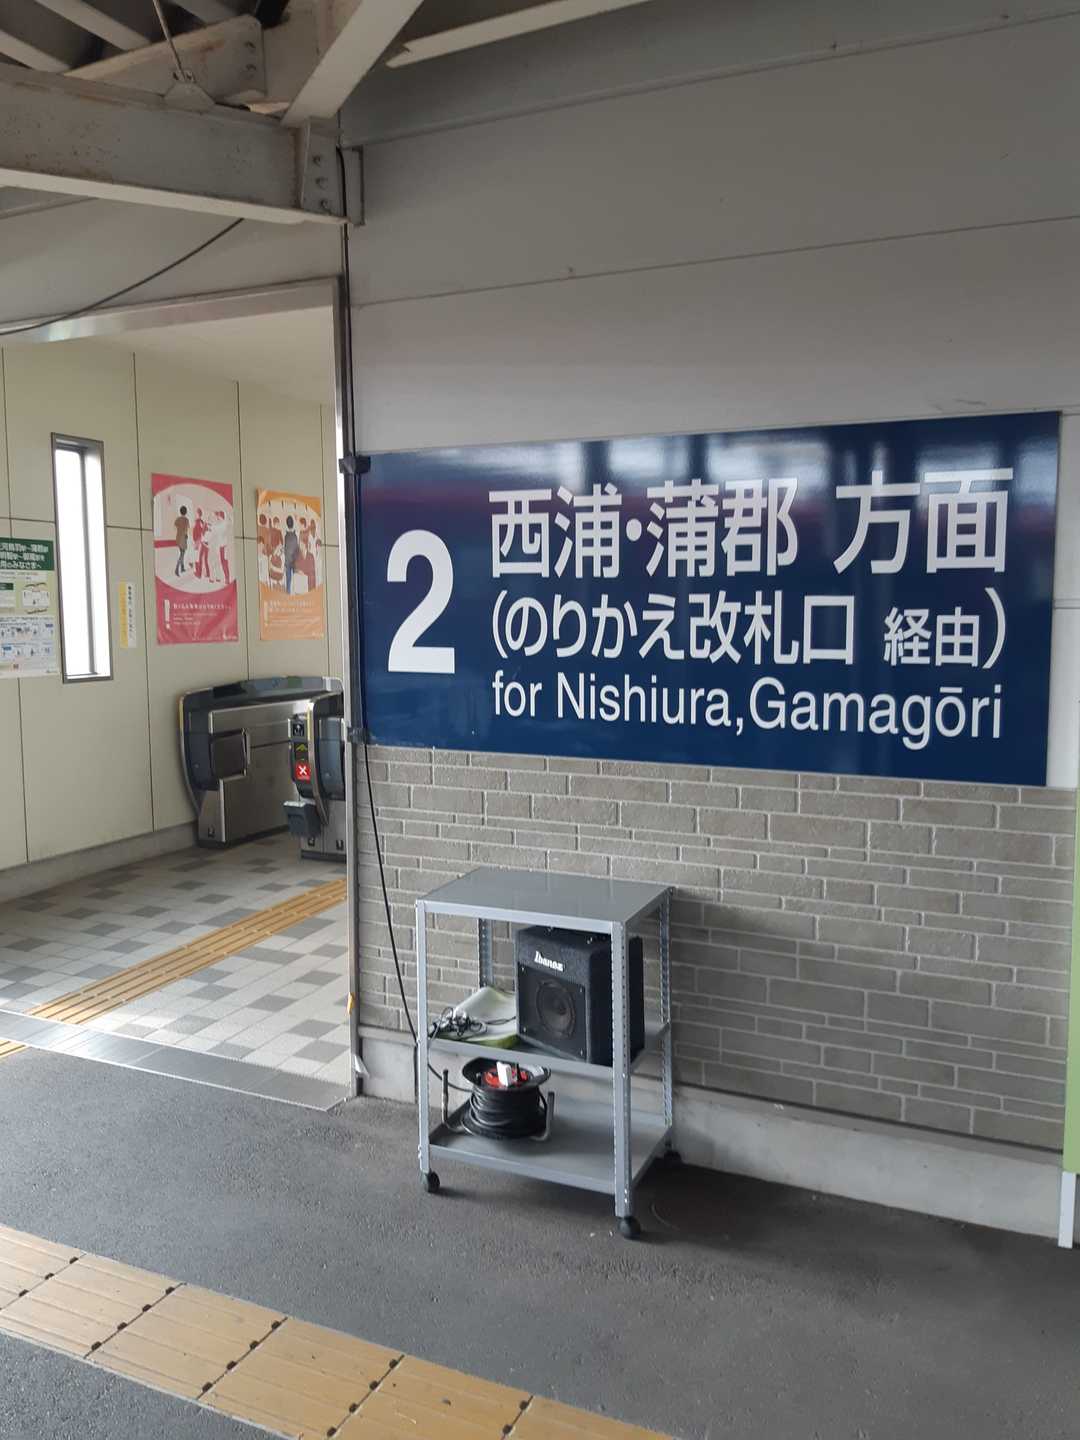 2
西浦・蒲郡 方面
(のりかえ改札口 経由)
for Nishiura,Gamagōri
Ibanez